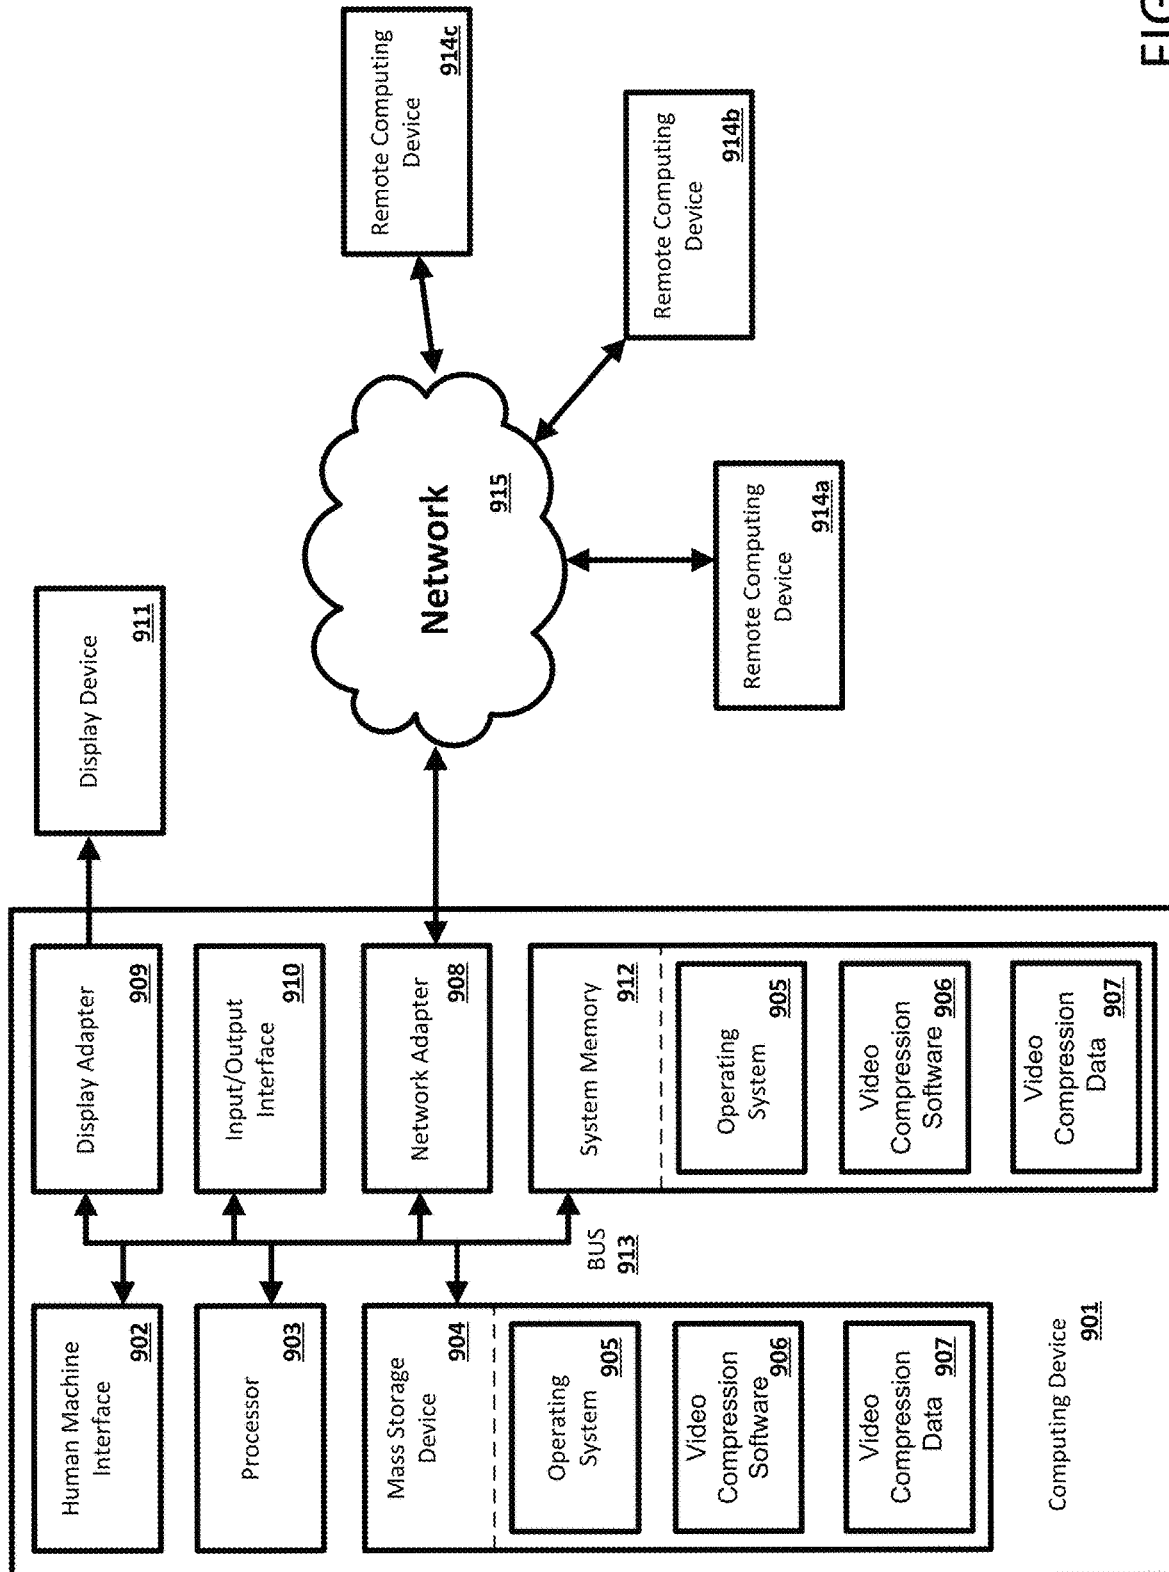 Human Machine
Interface
902
Processor
903
Mass Storage
Device
904
Operating
System
905
Video
Compression
Software 906
Video
Compression
Data
907
Computing Device
901
BUS
913
Display Adapter
909
Input/Output
Interface
910
Network Adapter
908
System Memory
912
Operating
System
905
Video
Compression
Software 906
Video
Compression
Data
907
Display Device
911
Network
915
Remote Computing
Device
914a
Remote Computing
Device
914b
Remote Computing
Device
914c
FIG